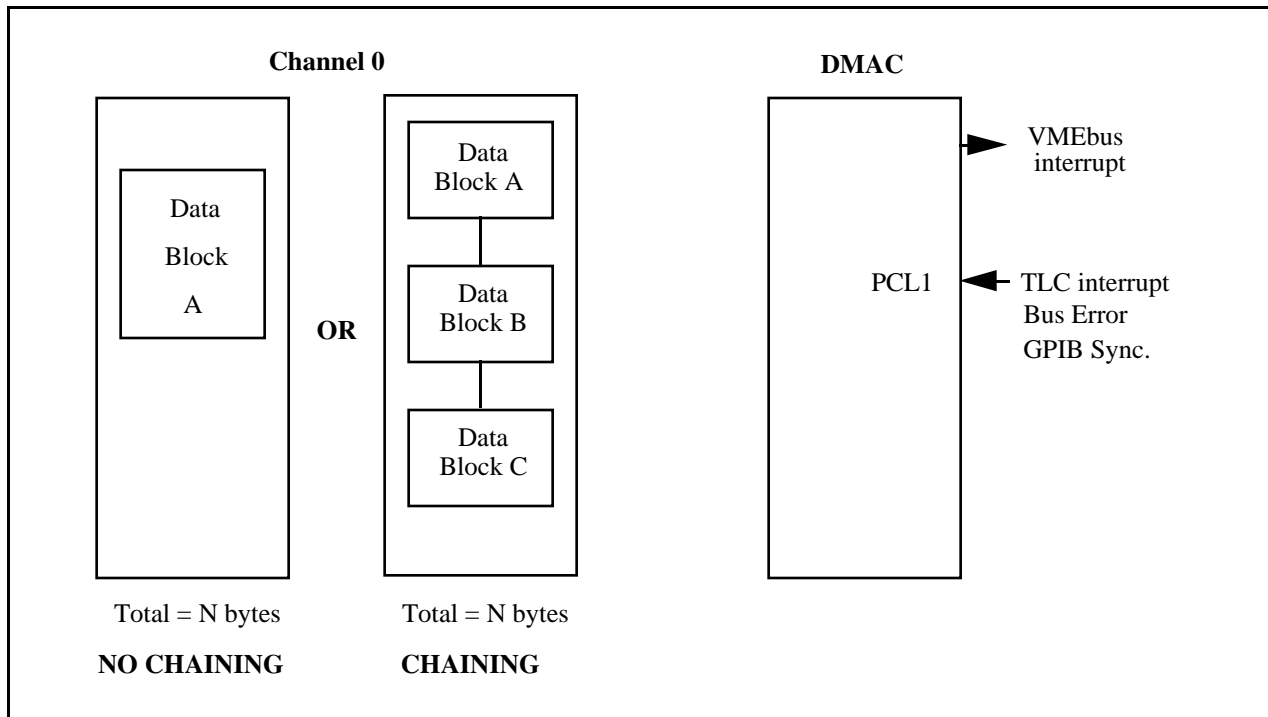 Channel 0
Data
Block
A
Total = N bytes
NO CHAINING
OR
Data
Block A
Data
Block B
Data
Block C
Total = N bytes
CHAINING
DMAC
VMEbus
interrupt
PCL1
TLC interrupt
Bus Error
GPIB Sync.